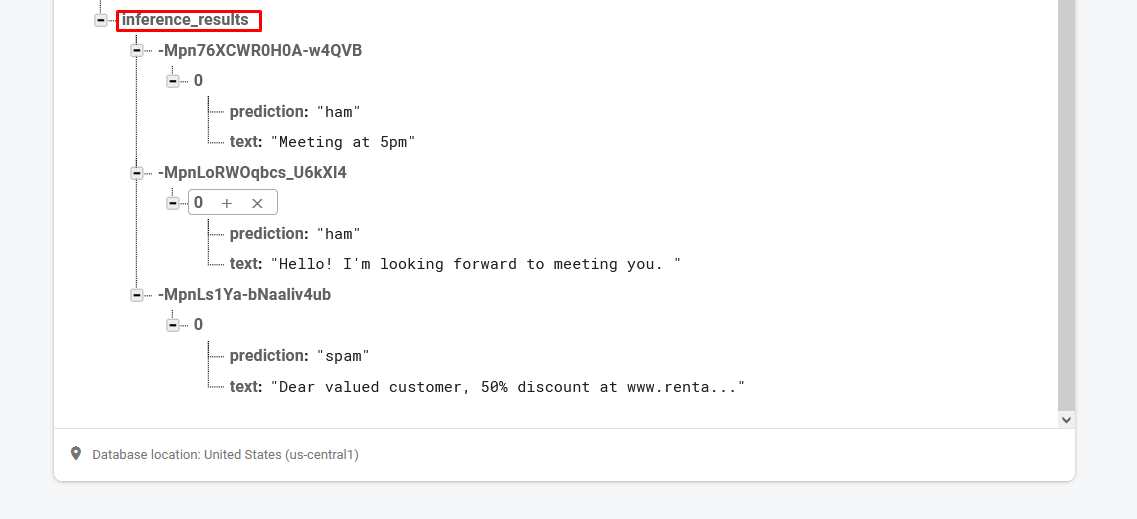 inference_results
-Mpn76XCWR0H0A-w4QVB
0
prediction: "ham"
text: "Meeting at 5pm"
-MpnLoRWOqbcs_U6kXI4
0 + ×
prediction: "ham"
text: "Hello! I'm looking forward to meeting you. "
-MpnLs1Ya-bNaaliv4ub
0
prediction: "spam"
text: "Dear valued customer, 50% discount at www.renta..."
Database location: United States (us-central1)